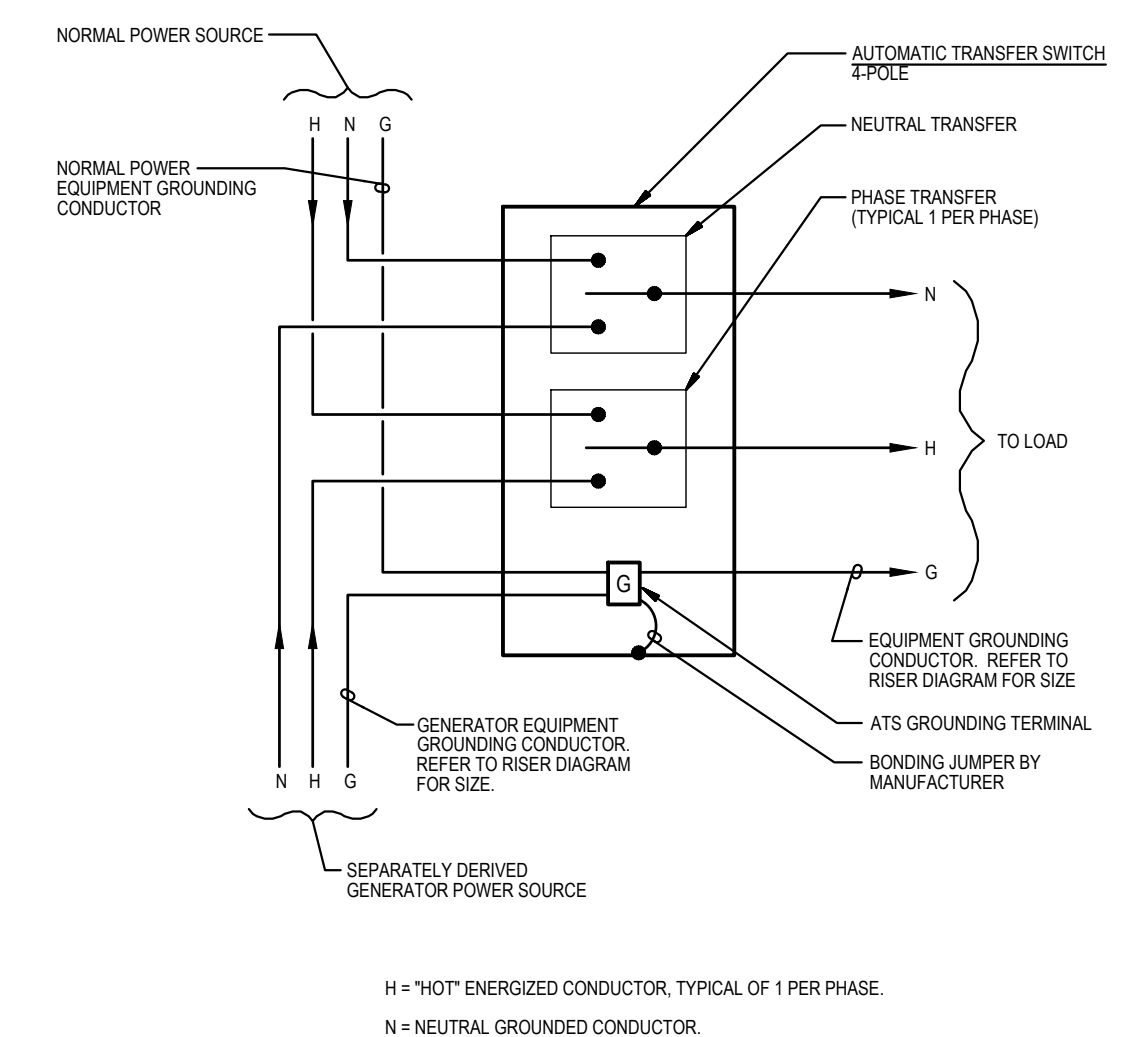 NORMAL POWER SOURCE
AUTOMATIC TRANSFER SWITCH
4-POLE
H N G
NEUTRAL TRANSFER
NORMAL POWER
EQUIPMENT GROUNDING
CONDUCTOR
PHASE TRANSFER
(TYPICAL 1 PER PHASE)
N
H
TO LOAD
G
G
EQUIPMENT GROUNDING
CONDUCTOR. REFER TO
RISER DIAGRAM FOR SIZE
GENERATOR EQUIPMENT
GROUNDING CONDUCTOR.
REFER TO RISER DIAGRAM
FOR SIZE.
ATS GROUNDING TERMINAL
BONDING JUMPER BY
MANUFACTURER
N H G
SEPARATELY DERIVED
GENERATOR POWER SOURCE
H = "HOT" ENERGIZED CONDUCTOR, TYPICAL OF 1 PER PHASE.
N = NEUTRAL GROUNDED CONDUCTOR.